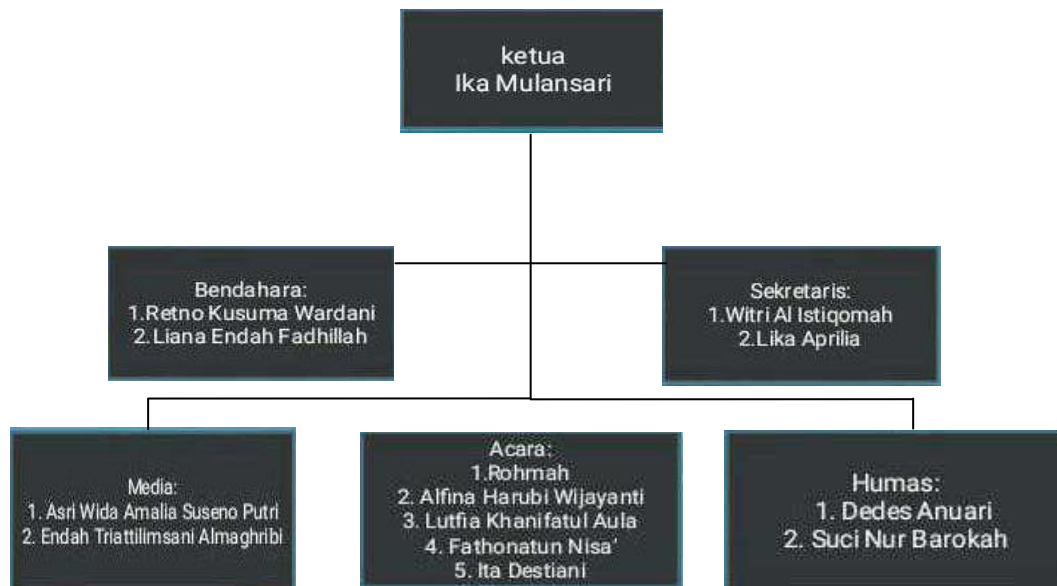 ketua
Ika Mulansari
Bendahara:
1.Retno Kusuma Wardani
2.Liana Endah Fadhillah
Sekretaris:
1.Witri Al Istiqomah
2.Lika Aprilia
Media:
1. Asri Wida Amalia Suseno Putri
2. Endah Triattilimsani Almaghribi
Acara:
1.Rohmah
2. Alfina Harubi Wijayanti
3. Lutfia Khanifatul Aula
4. Fathonatun Nisa'
5. Ita Destiani
Humas:
1. Dedes Anuari
2. Suci Nur Barokah